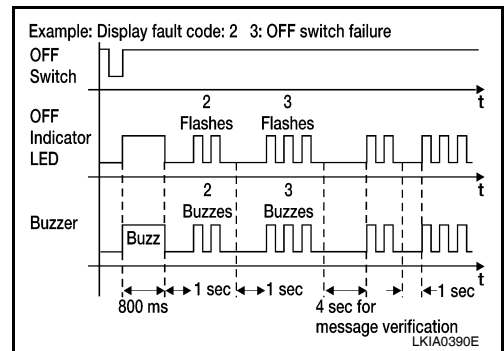 Example: Display fault code: 2 3: OFF switch failure
OFF
Switch
t
2
Flashes
3
Flashes
OFF
Indicator
LED
t
2
Buzzes
3
Buzzes
Buzzer
Buzz
t
1 sec
1 sec
1 sec
800 ms
4 sec for
message verification
LKIA0390E